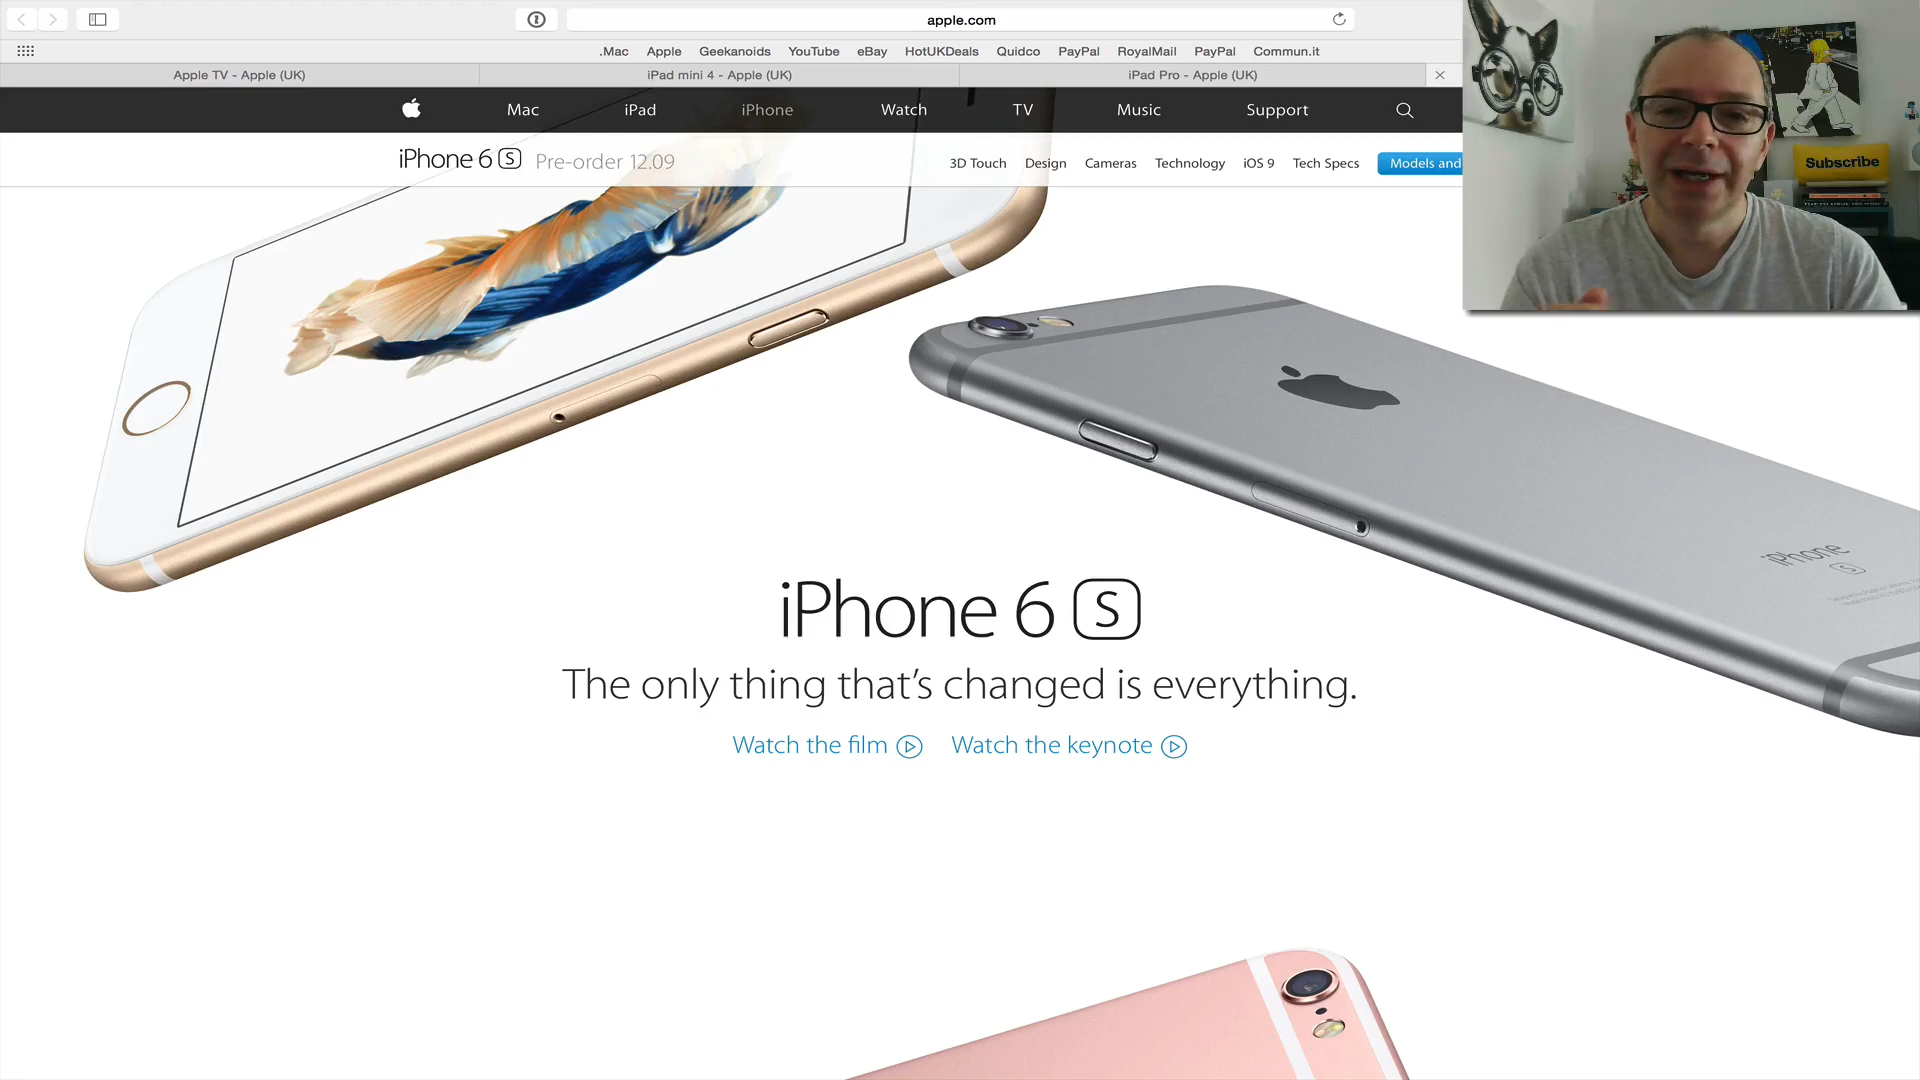 apple.com
.Mac Apple Geekanoids YouTube eBay HotUKDeals Quidco PayPal RoyalMail PayPal Commun.it
Apple TV - Apple (UK) iPad mini 4 - Apple (UK) iPad Pro - Apple (UK)
Mac iPad iPhone Watch TV Music Support
iPhone 6 S Pre-order 12.09 3D Touch Design Cameras Technology iOS 9 Tech Specs Models and
Subscribe
iPhone
S
iPhone 6 S
The only thing that's changed is everything.
Watch the film Watch the keynote